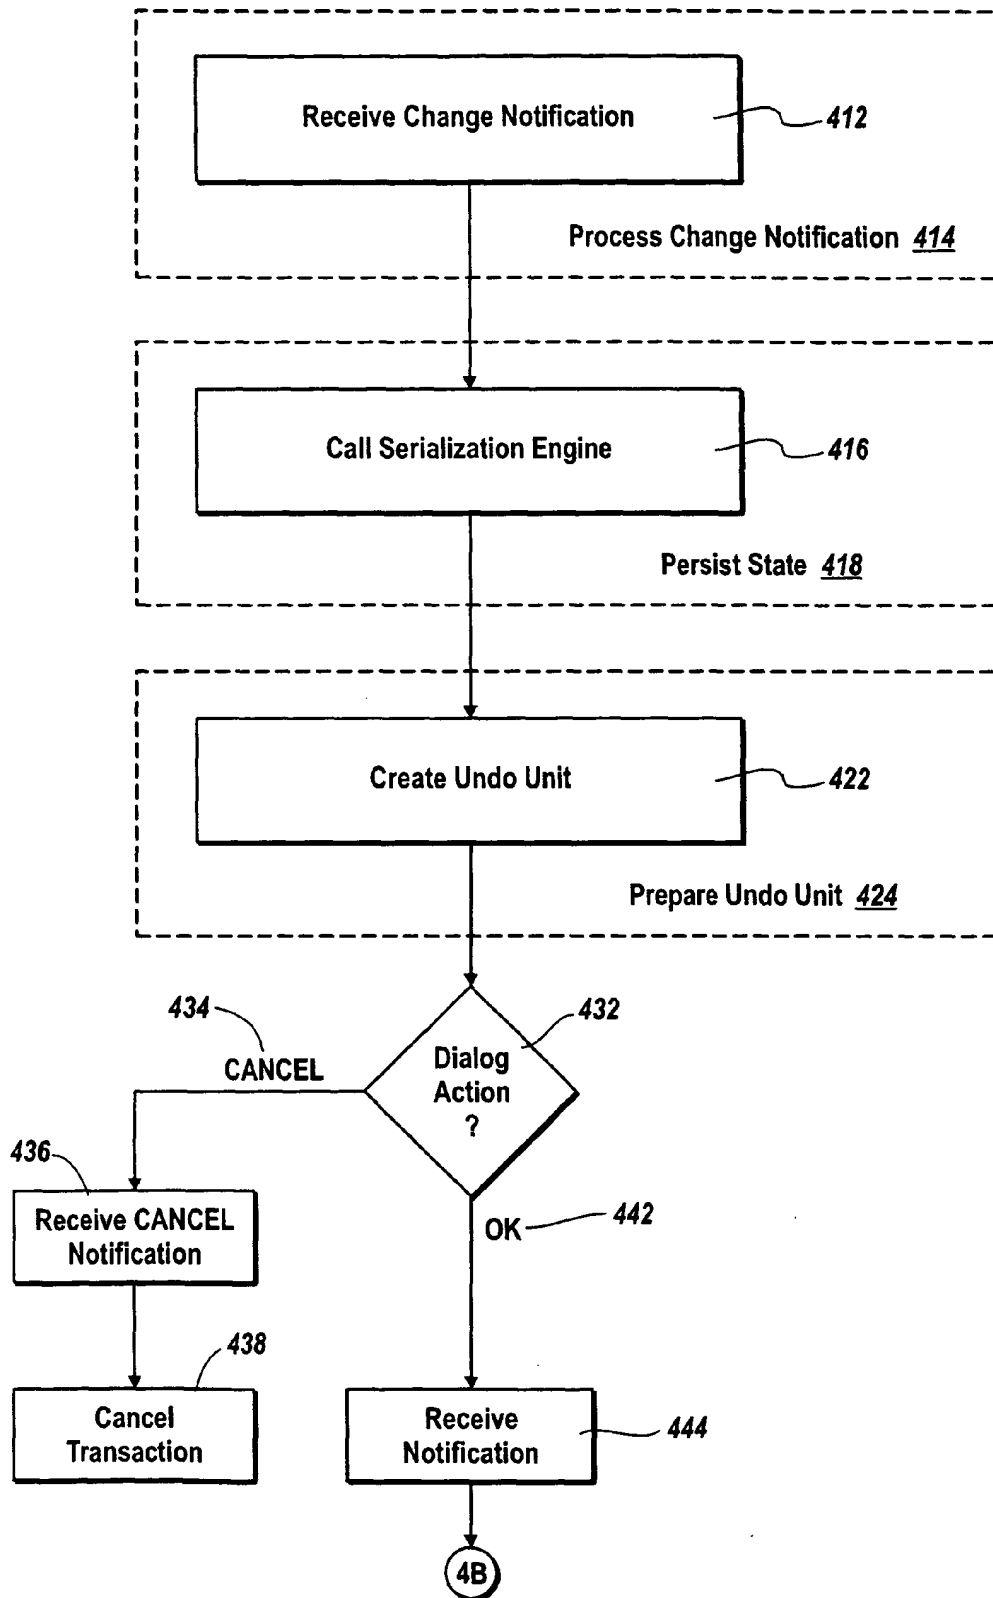 Receive Change Notification
412
Process Change Notification 414
Call Serialization Engine
416
Persist State 418
Create Undo Unit
422
Prepare Undo Unit 424
434
432
CANCEL
Dialog
Action
?
436
Receive CANCEL
Notification
OK
442
438
Cancel
Transaction
Receive
Notification
444
4B